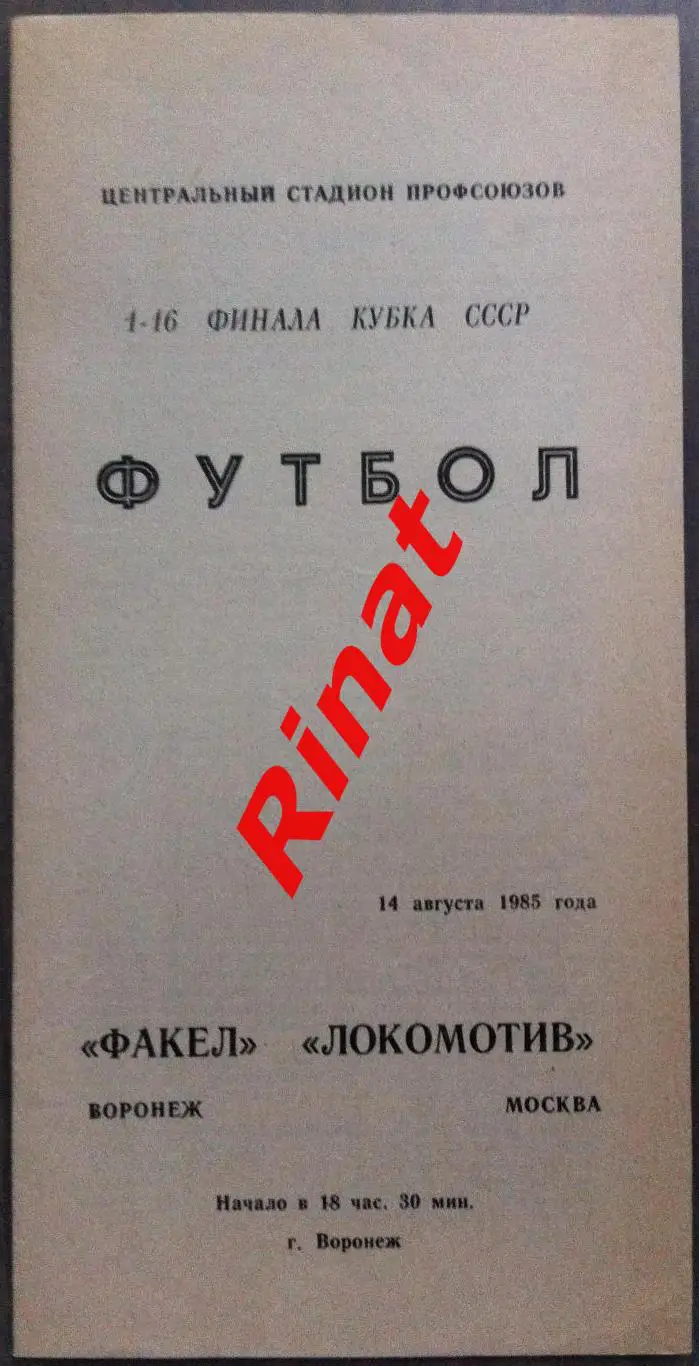 ЦЕНТРАЛЬНЫЙ СТАДИОН ПРОФСОЮЗОВ
1-16 ФИНАЛА КУБКА СССР
ФУТБОЛ
Rinat
14 августа 1985 года
«ФАКЕЛ» «ЛОКОМОТИВ»
ВОРОНЕЖ МОСКВА
Начало в 18 час. 30 мин.
г. Воронеж